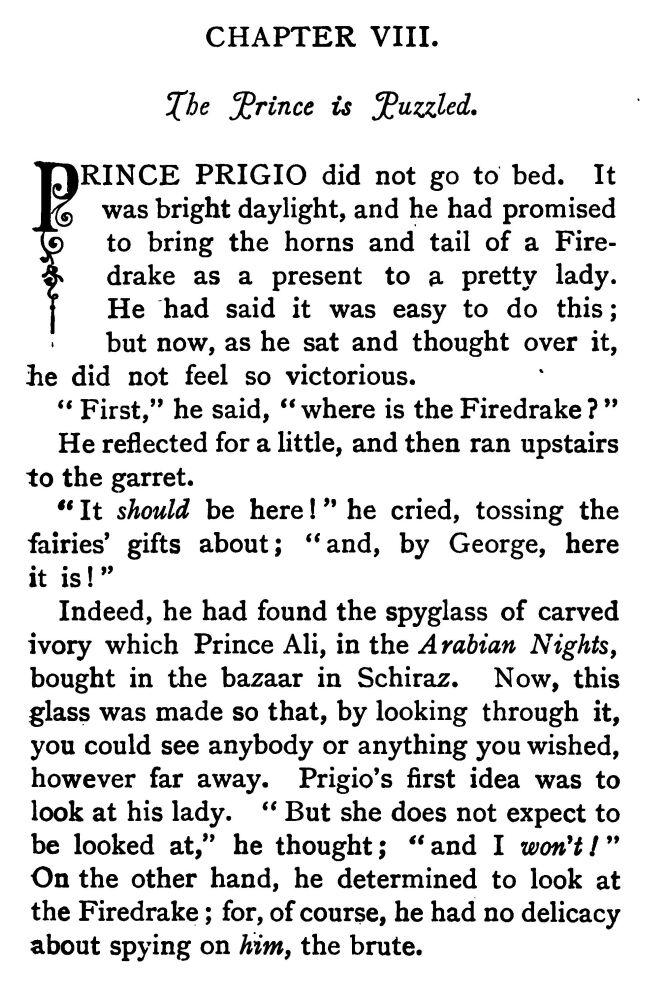 CHAPTER VIII.
The Prince is Puzzled.
PRINCE PRIGIO did not go to bed. It
was bright daylight, and he had promised
to bring the horns and tail of a Fire-
drake as a present to a pretty lady.
He had said it was easy to do this;
but now, as he sat and thought over it,
he did not feel so victorious.
"First," he said, "where is the Firedrake?"
He reflected for a little, and then ran upstairs
to the garret.
"It should be here!" he cried, tossing the
fairies' gifts about; "and, by George, here
it is!"
Indeed, he had found the spyglass of carved
ivory which Prince Ali, in the Arabian Nights,
bought in the bazaar in Schiraz. Now, this
glass was made so that, by looking through it,
you could see anybody or anything you wished,
however far away. Prigio's first idea was to
look at his lady. "But she does not expect to
be looked at," he thought; "and I won't!"
On the other hand, he determined to look at
the Firedrake; for, of course, he had no delicacy
about spying on him, the brute.